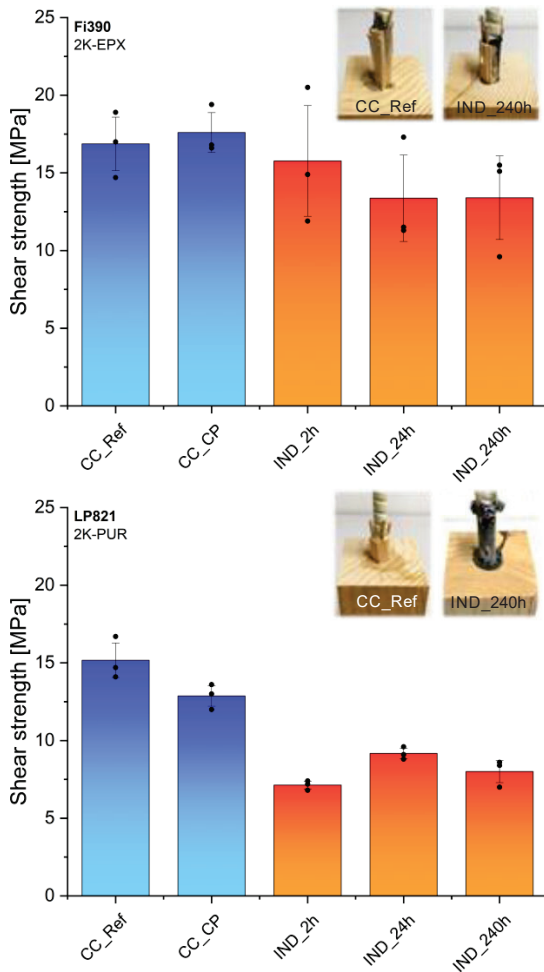 Fi390
2K-EPX
CC_Ref
IND_240h
Shear strength [MPa]
25
20
15
10
5
0
CC_Ref
CC_CP
IND_2h
IND_24h
IND_240h
LP821
2K-PUR
CC_Ref
IND_240h
Shear strength [MPa]
25
20
15
10
5
0
CC_Ref
CC_CP
IND_2h
IND_24h
IND_240h